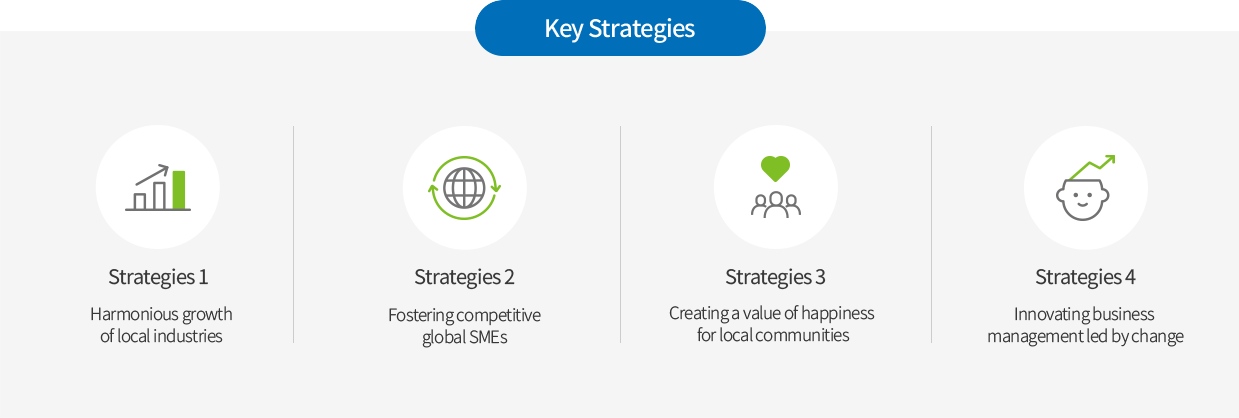 Key Strategies
Strategies 1
Harmonious growth
of local industries
Strategies 2
Fostering competitive
global SMEs
Strategies 3
Creating a value of happiness
for local communities
Strategies 4
Innovating business
management led by change